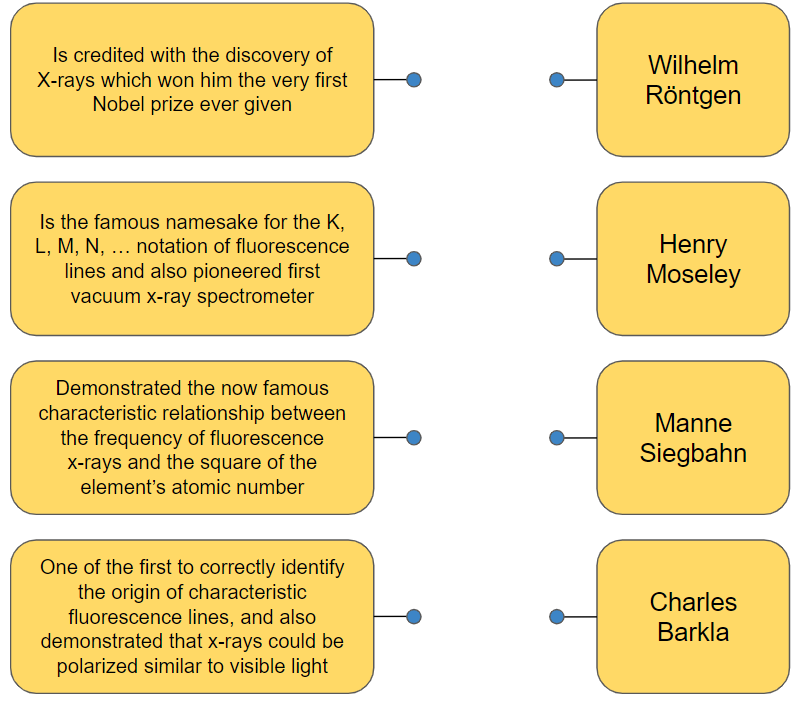 Is credited with the discovery of
X-rays which won him the very first
Nobel prize ever given
Wilhelm
Röntgen
Is the famous namesake for the K,
L, M, N, … notation of fluorescence
lines and also pioneered first
vacuum x-ray spectrometer
Henry
Moseley
Demonstrated the now famous
characteristic relationship between
the frequency of fluorescence
x-rays and the square of the
element’s atomic number
Manne
Siegbahn
One of the first to correctly identify
the origin of characteristic
fluorescence lines, and also
demonstrated that x-rays could be
polarized similar to visible light
Charles
Barkla